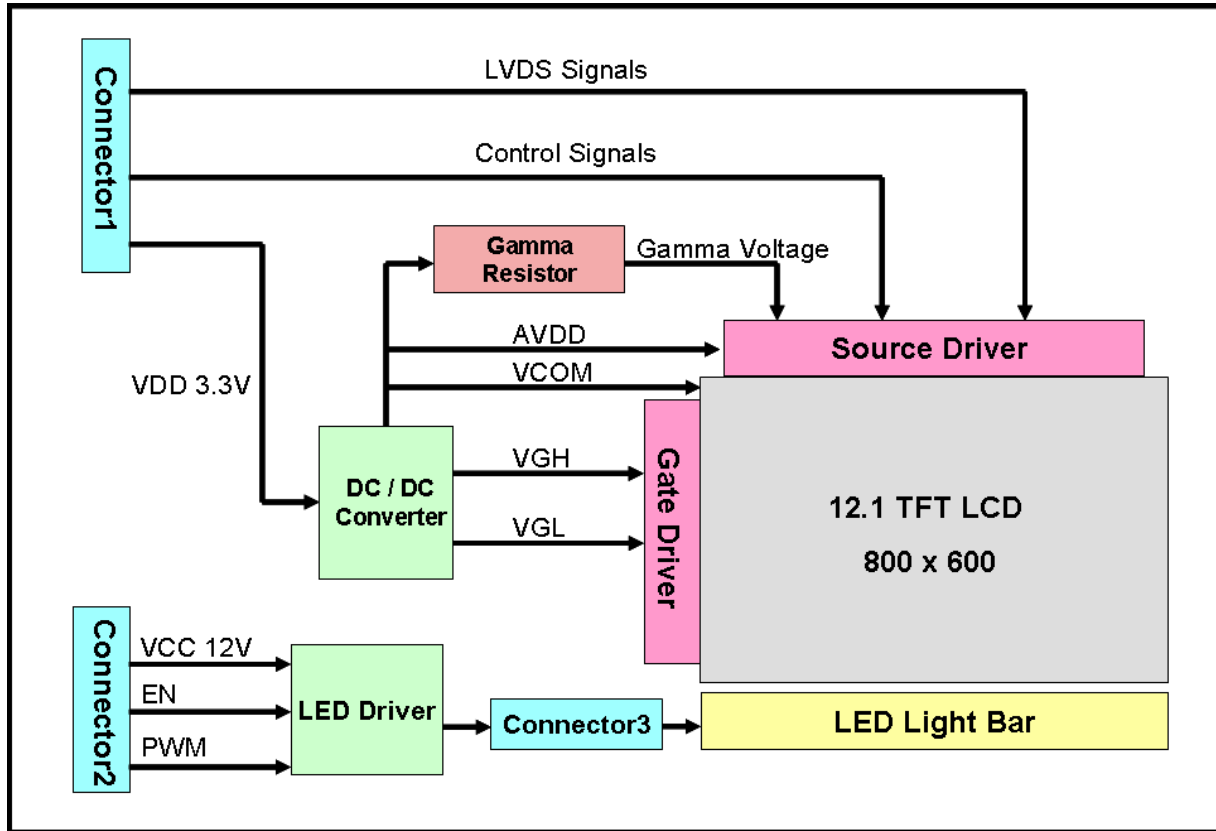 Connector1
LVDS Signals
Control Signals
Gamma
Resistor
Gamma Voltage
AVDD
Source Driver
VCOM
VDD 3.3V
DC / DC
Converter
VGH
VGL
Gate Driver
12.1 TFT LCD
800 x 600
Connector2
VCC 12V
EN
PWM
LED Driver
Connector3
LED Light Bar